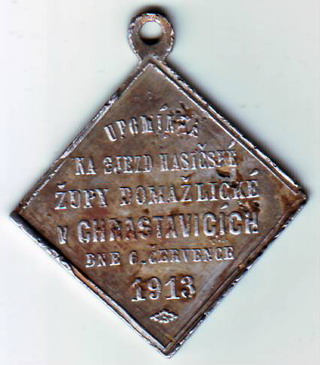 UPOMÍNKA
NA SJEZD HASIČSKÉ
ŽUPY DOMAŽLICKÉ
V CHRASTAVICÍCH
DNE 6. ČERVENCE
1913